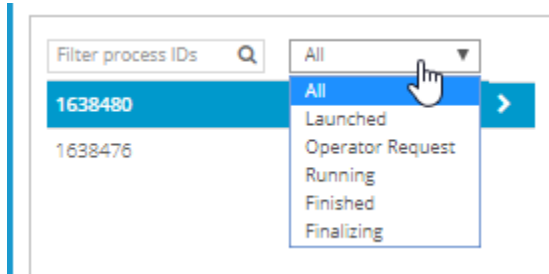 Filter process IDs
All
1638480
1638476
All
Launched
Operator Request
Running
Finished
Finalizing